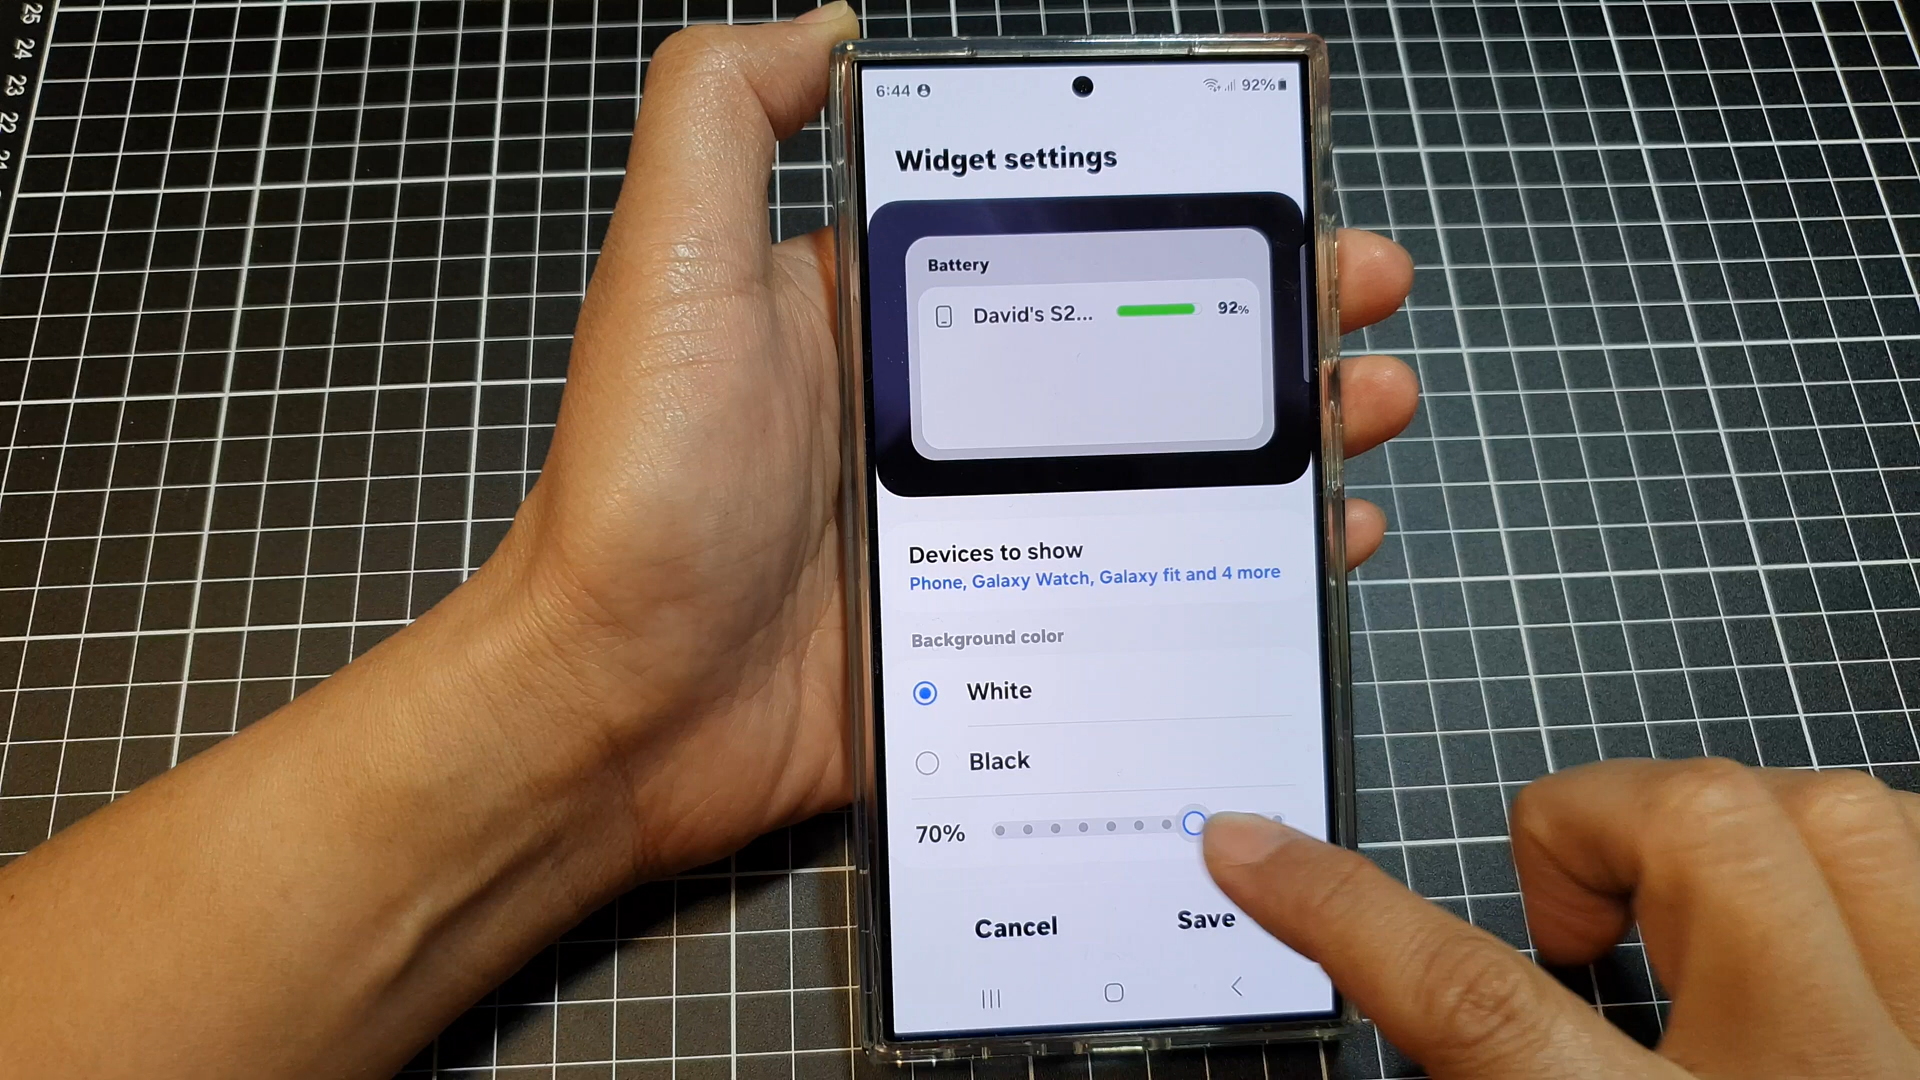 25
24
23
22
6:44
92%
Widget settings
Battery
David's S2...
92%
Devices to show
Phone, Galaxy Watch, Galaxy fit and 4 more
Background color
White
Black
70%
Cancel
Save